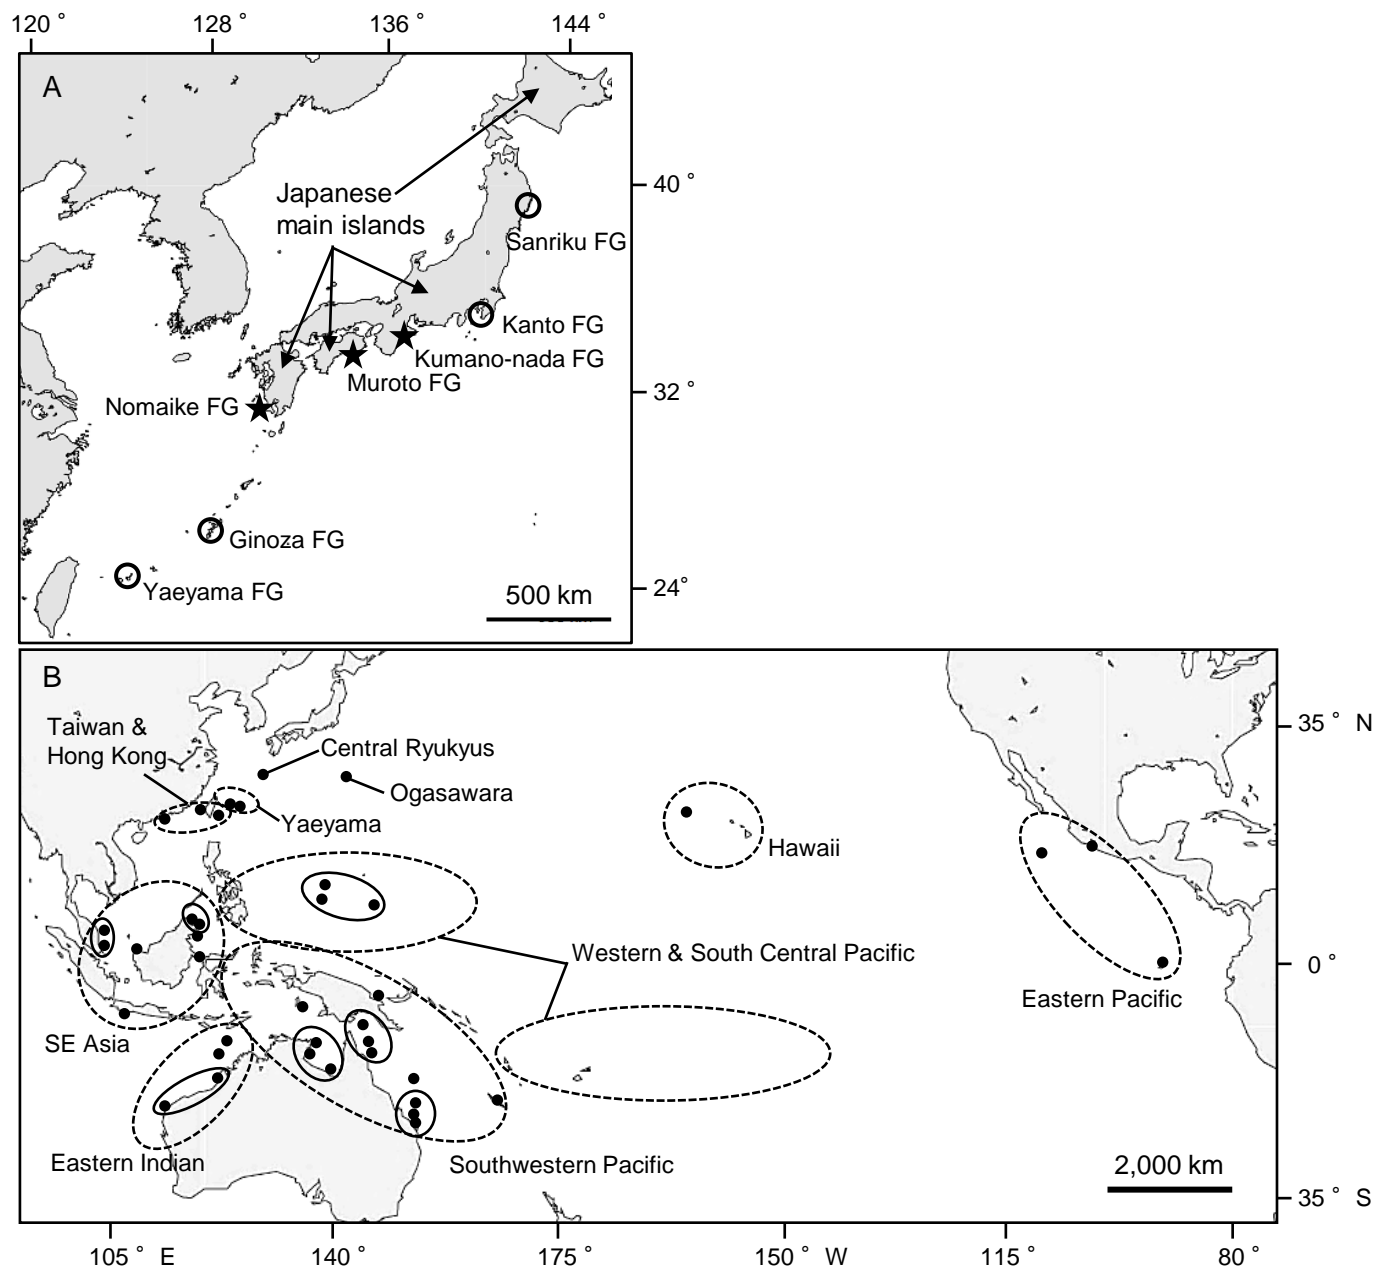 120 ° 128 ° 136 ° 144 °
A
Japanese
main islands
40 °
Sanriku FG
Kanto FG
Kumano-nada FG
Muroto FG
32 °
Nomaike FG
Ginoza FG
Yaeyama FG
24°
500 km
B
Taiwan &
Hong Kong
35 ° N
Central Ryukyus
Ogasawara
Yaeyama
Hawaii
Western & South Central Pacific
0 °
Eastern Pacific
SE Asia
Eastern Indian
Southwestern Pacific
2,000 km
35 ° S
105 ° E 140 ° 175 ° 150 ° W 115 ° 80 °